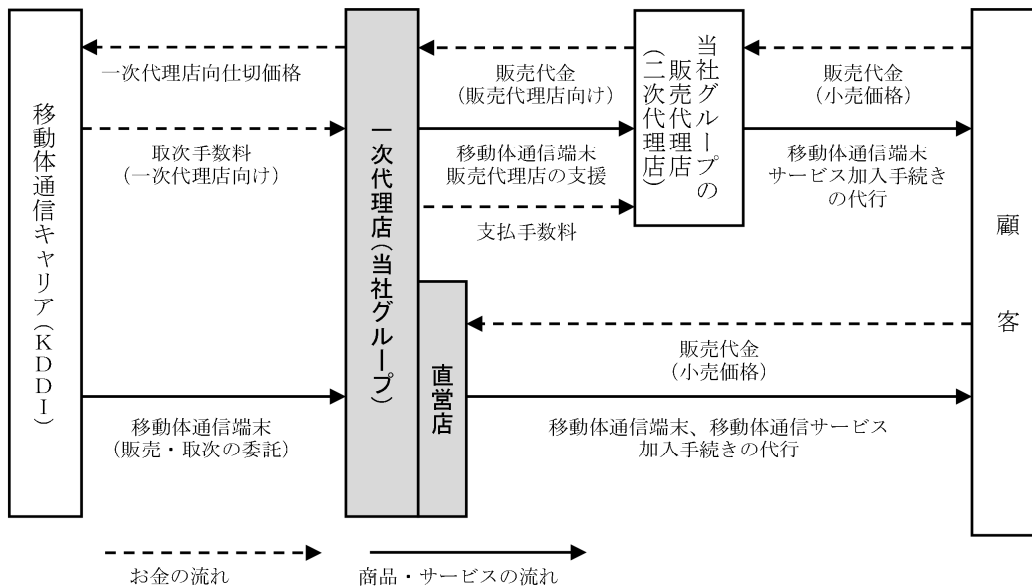 移動体通信キャリア(KDDI)
一次代理店向仕切価格
取次手数料
(一次代理店向け)
移動体通信端末
(販売・取次の委託)
一次代理店(当社グループ)
直営店
販売代金
(販売代理店向け)
移動体通信端末
販売代理店の支援
支払手数料
当社グループの
販売代理店
(二次代理店)
販売代金
(小売価格)
移動体通信端末
サービス加入手続き
の代行
販売代金
(小売価格)
移動体通信端末、移動体通信サービス
加入手続きの代行
顧客
お金の流れ
商品・サービスの流れ